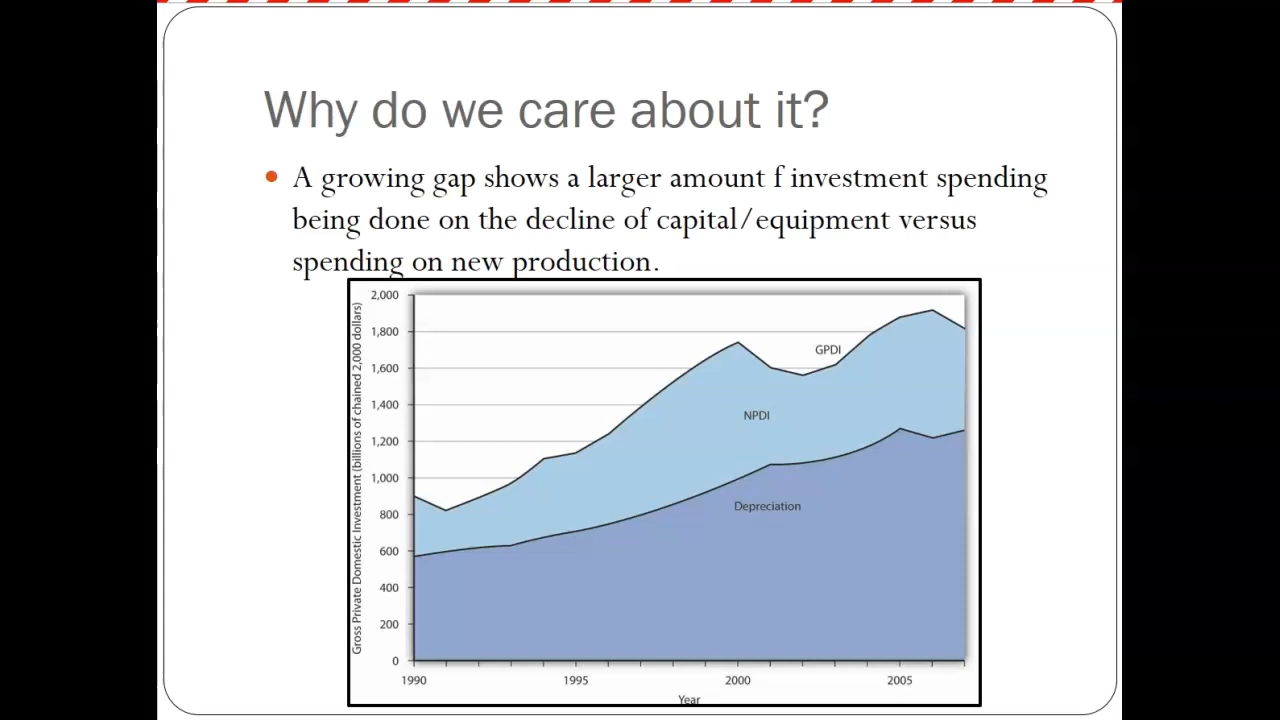 Why do we care about it?
A growing gap shows a larger amount f investment spending
being done on the decline of capital/equipment versus
spending on new production.
Gross Private Domestic Investment (billions of chained 2,000 dollars)
2,000
1,800
1,600
1,400
1,200
1,000
800
600
400
200
0
GPDI
NPDI
Depreciation
1990 1995 2000 2005
Year